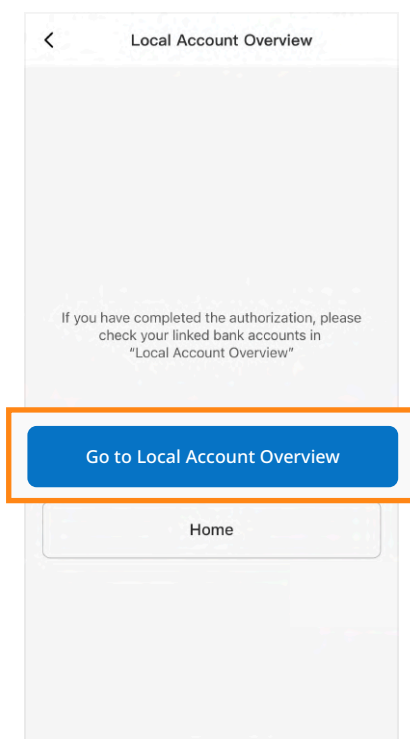 Local Account Overview
If you have completed the authorization, please
check your linked bank accounts in
“Local Account Overview”
Go to Local Account Overview
Home